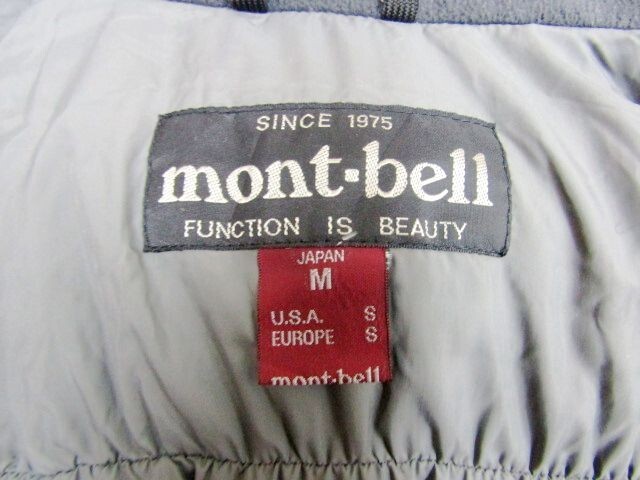 SINCE 1975
mont-bell
FUNCTION IS BEAUTY
JAPAN
M
U.S.A. S
EUROPE S
mont-bell